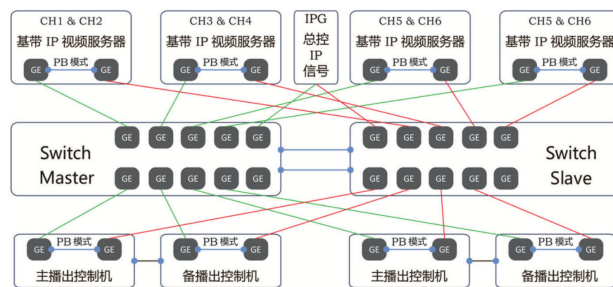 CH1 & CH2
基带 IP 视频服务器
GE PB 模式 GE
CH3 & CH4
基带 IP 视频服务器
GE PB 模式 GE
IPG
总控
IP
信号
CH5 & CH6
基带 IP 视频服务器
GE PB 模式 GE
CH5 & CH6
基带 IP 视频服务器
GE PB 模式 GE
GE GE GE GE GE
Switch
Master
GE GE GE GE GE
GE GE GE GE GE
Switch
Slave
GE GE GE GE GE
GE PB 模式 GE
主播出控制机
GE PB 模式 GE
备播出控制机
GE PB 模式 GE
主播出控制机
GE PB 模式 GE
备播出控制机